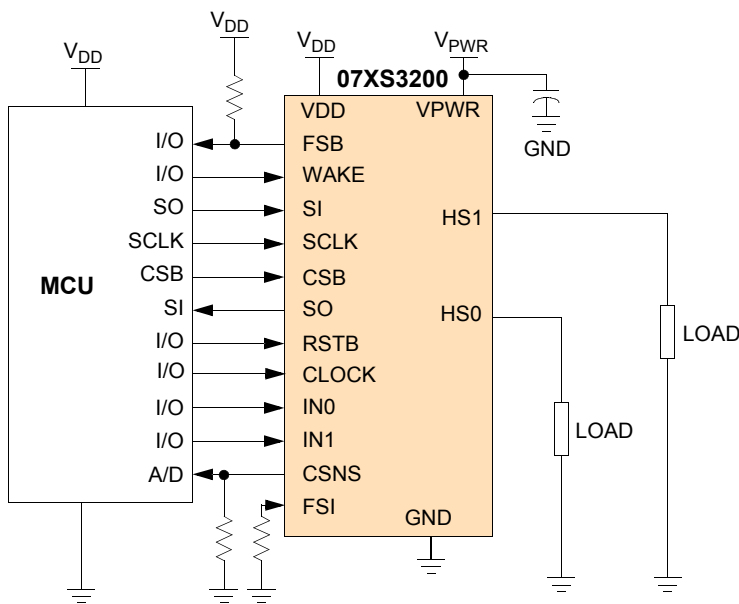 VDD
VDD
VDD
VPWR
07XS3200
VDD
VPWR
GND
I/O
FSB
I/O
WAKE
SO
SI
HS1
SCLK
SCLK
CSB
CSB
MCU
SI
SO
HS0
I/O
RSTB
LOAD
I/O
CLOCK
I/O
IN0
LOAD
I/O
IN1
A/D
CSNS
FSI
GND